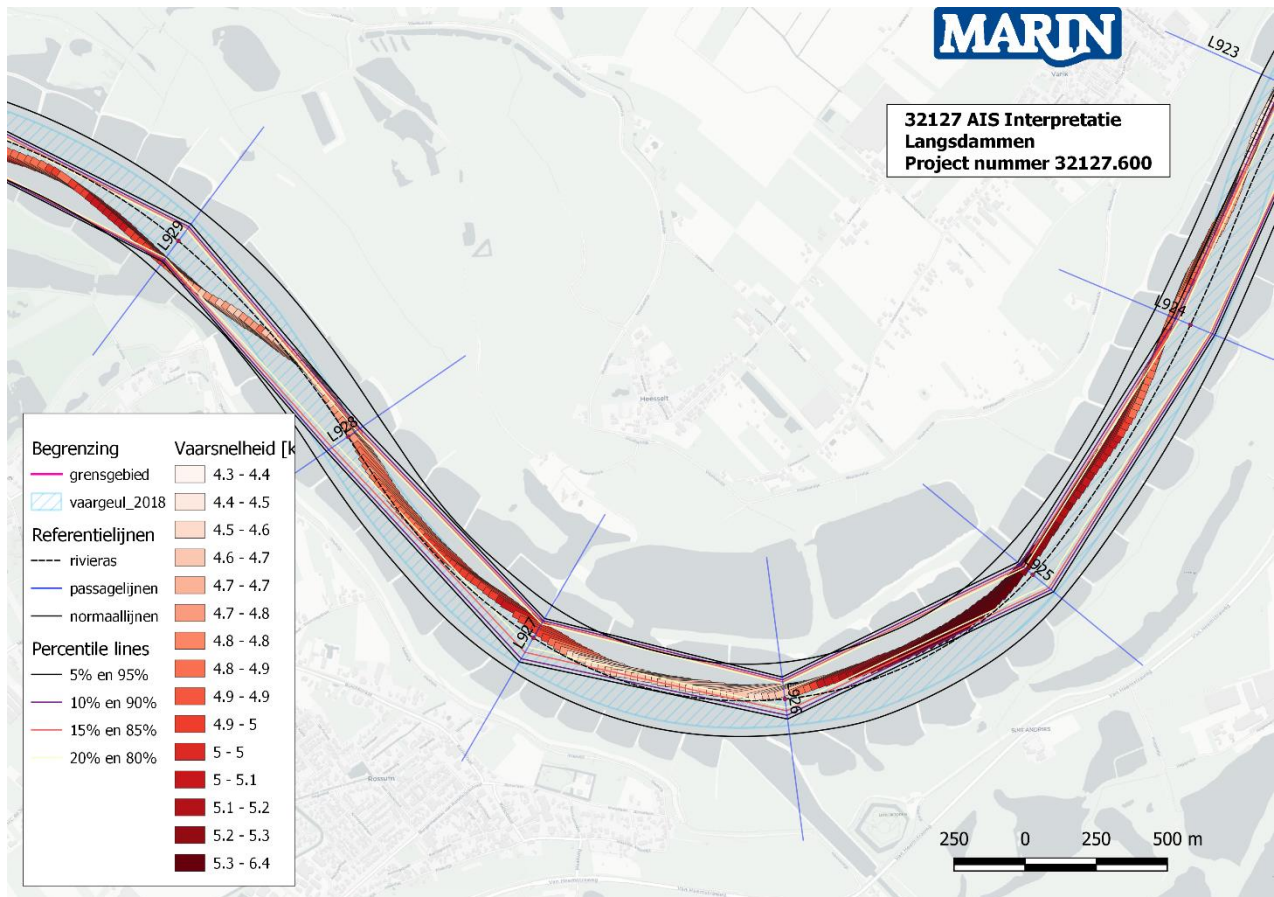 MARIN
L923
Varik
32127 AIS Interpretatie
Langsdammen
Project nummer 32127.600
L929
L924
Heesselt
L928
L925
L927
L926
Rossum
Begrenzing
grensgebied
vaargeul_2018
Referentielijnen
rivieras
passagelijnen
normaallijnen
Percentile lines
5% en 95%
10% en 90%
15% en 85%
20% en 80%
Vaarsnelheid [k
4.3 - 4.4
4.4 - 4.5
4.5 - 4.6
4.6 - 4.7
4.7 - 4.7
4.7 - 4.8
4.8 - 4.8
4.8 - 4.9
4.9 - 4.9
4.9 - 5
5 - 5
5 - 5.1
5.1 - 5.2
5.2 - 5.3
5.3 - 6.4
250 0 250 500 m